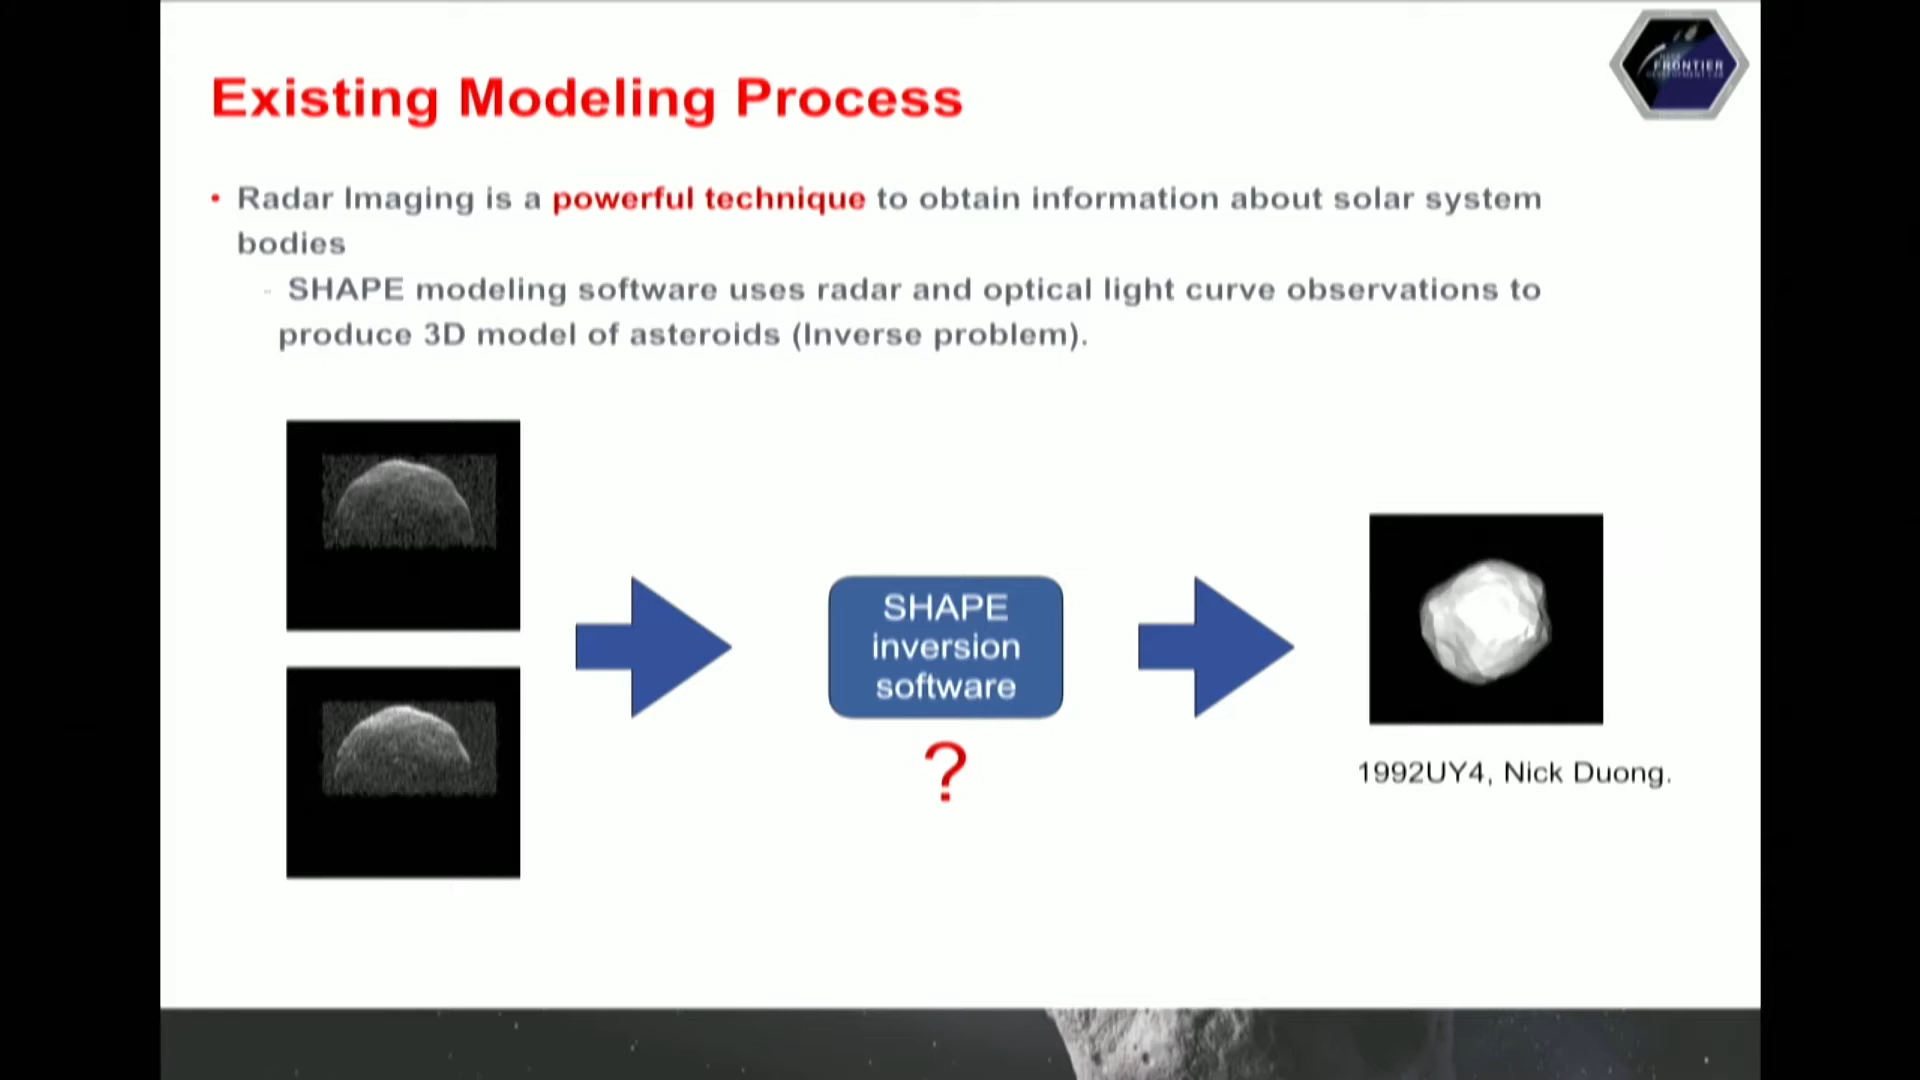 Existing Modeling Process
FRONTIER
• Radar Imaging is a powerful technique to obtain information about solar system
bodies
- SHAPE modeling software uses radar and optical light curve observations to
produce 3D model of asteroids (Inverse problem).
SHAPE
inversion
software
?
1992UY4, Nick Duong.